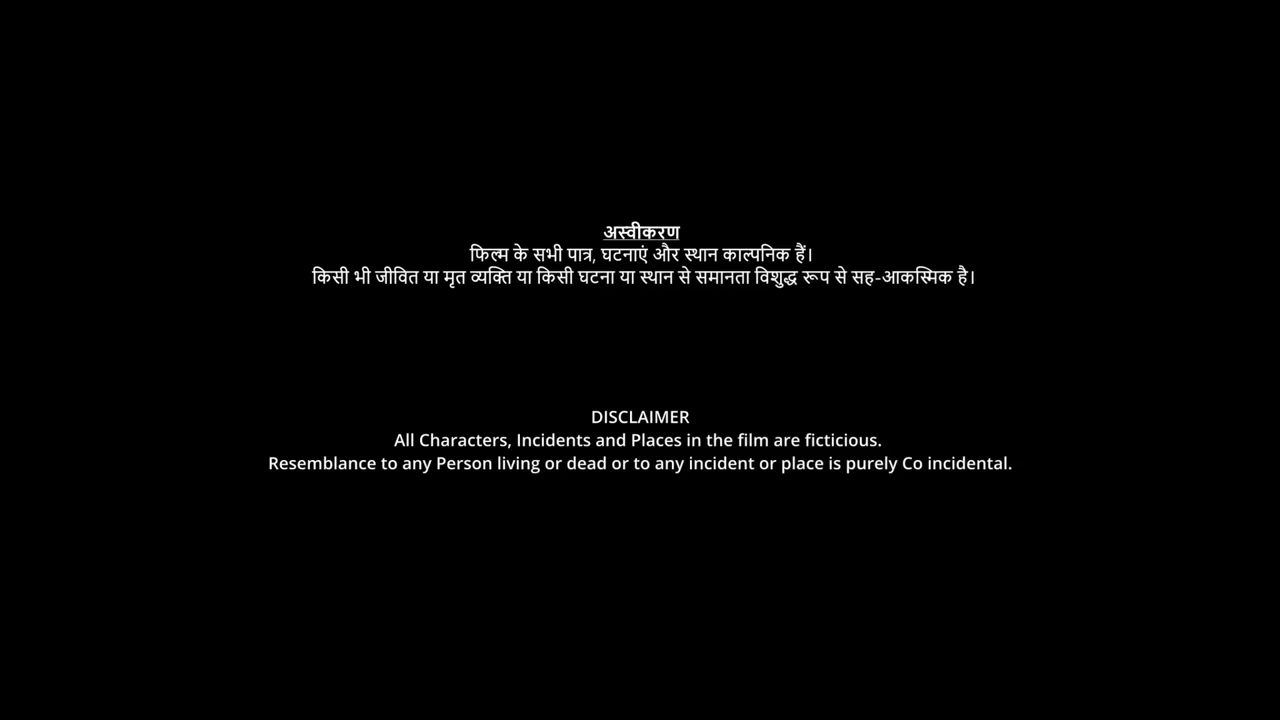 अस्वीकरण
फिल्म के सभी पात्र, घटनाएं और स्थान काल्पनिक हैं।
किसी भी जीवित या मृत व्यक्ति या किसी घटना या स्थान से समानता विशुद्ध रूप से सह-आकस्मिक है।
DISCLAIMER
All Characters, Incidents and Places in the film are ficticious.
Resemblance to any Person living or dead or to any incident or place is purely Co incidental.